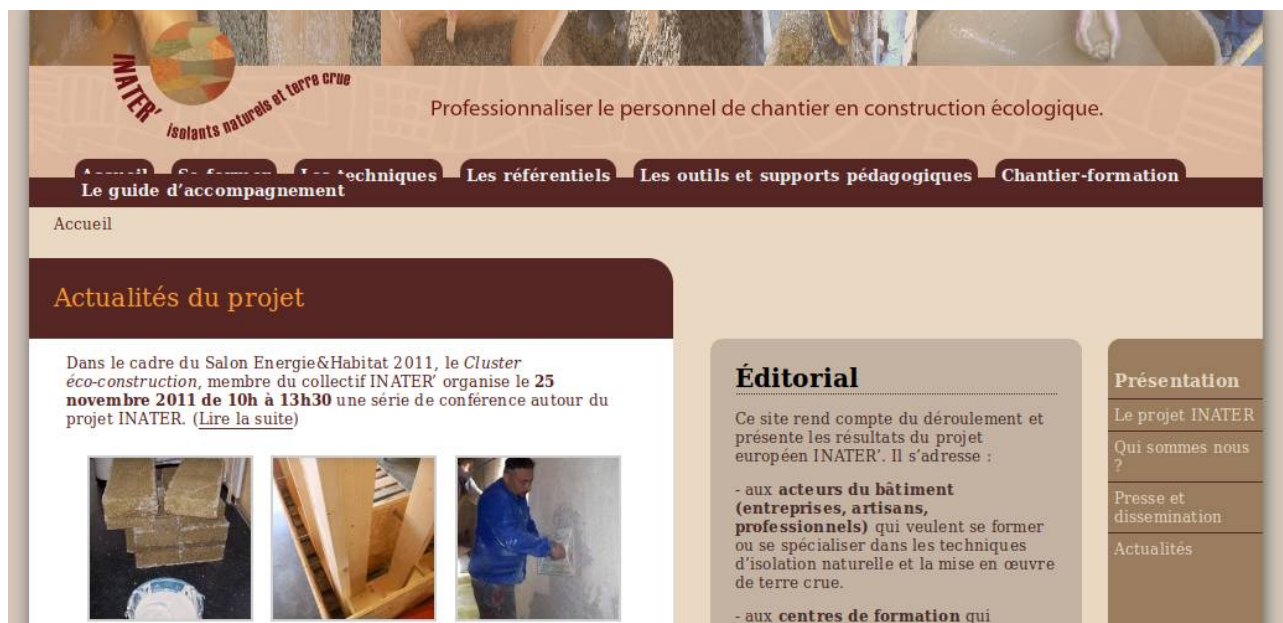 INATER'
isolants naturels et terre crue
Professionnaliser le personnel de chantier en construction écologique.
Accueil Se former Les techniques Les référentiels Les outils et supports pédagogiques Chantier-formation
Le guide d’accompagnement
Accueil
Actualités du projet
Dans le cadre du Salon Energie&Habitat 2011, le Cluster
éco-construction, membre du collectif INATER’ organise le 25
novembre 2011 de 10h à 13h30 une série de conférence autour du
projet INATER. (Lire la suite)
Éditorial
Ce site rend compte du déroulement et
présente les résultats du projet
européen INATER’. Il s’adresse :
- aux acteurs du bâtiment
(entreprises, artisans,
professionnels) qui veulent se former
ou se spécialiser dans les techniques
d’isolation naturelle et la mise en œuvre
de terre crue.
- aux centres de formation qui
Présentation
Le projet INATER
Qui sommes nous
?
Presse et
dissemination
Actualités